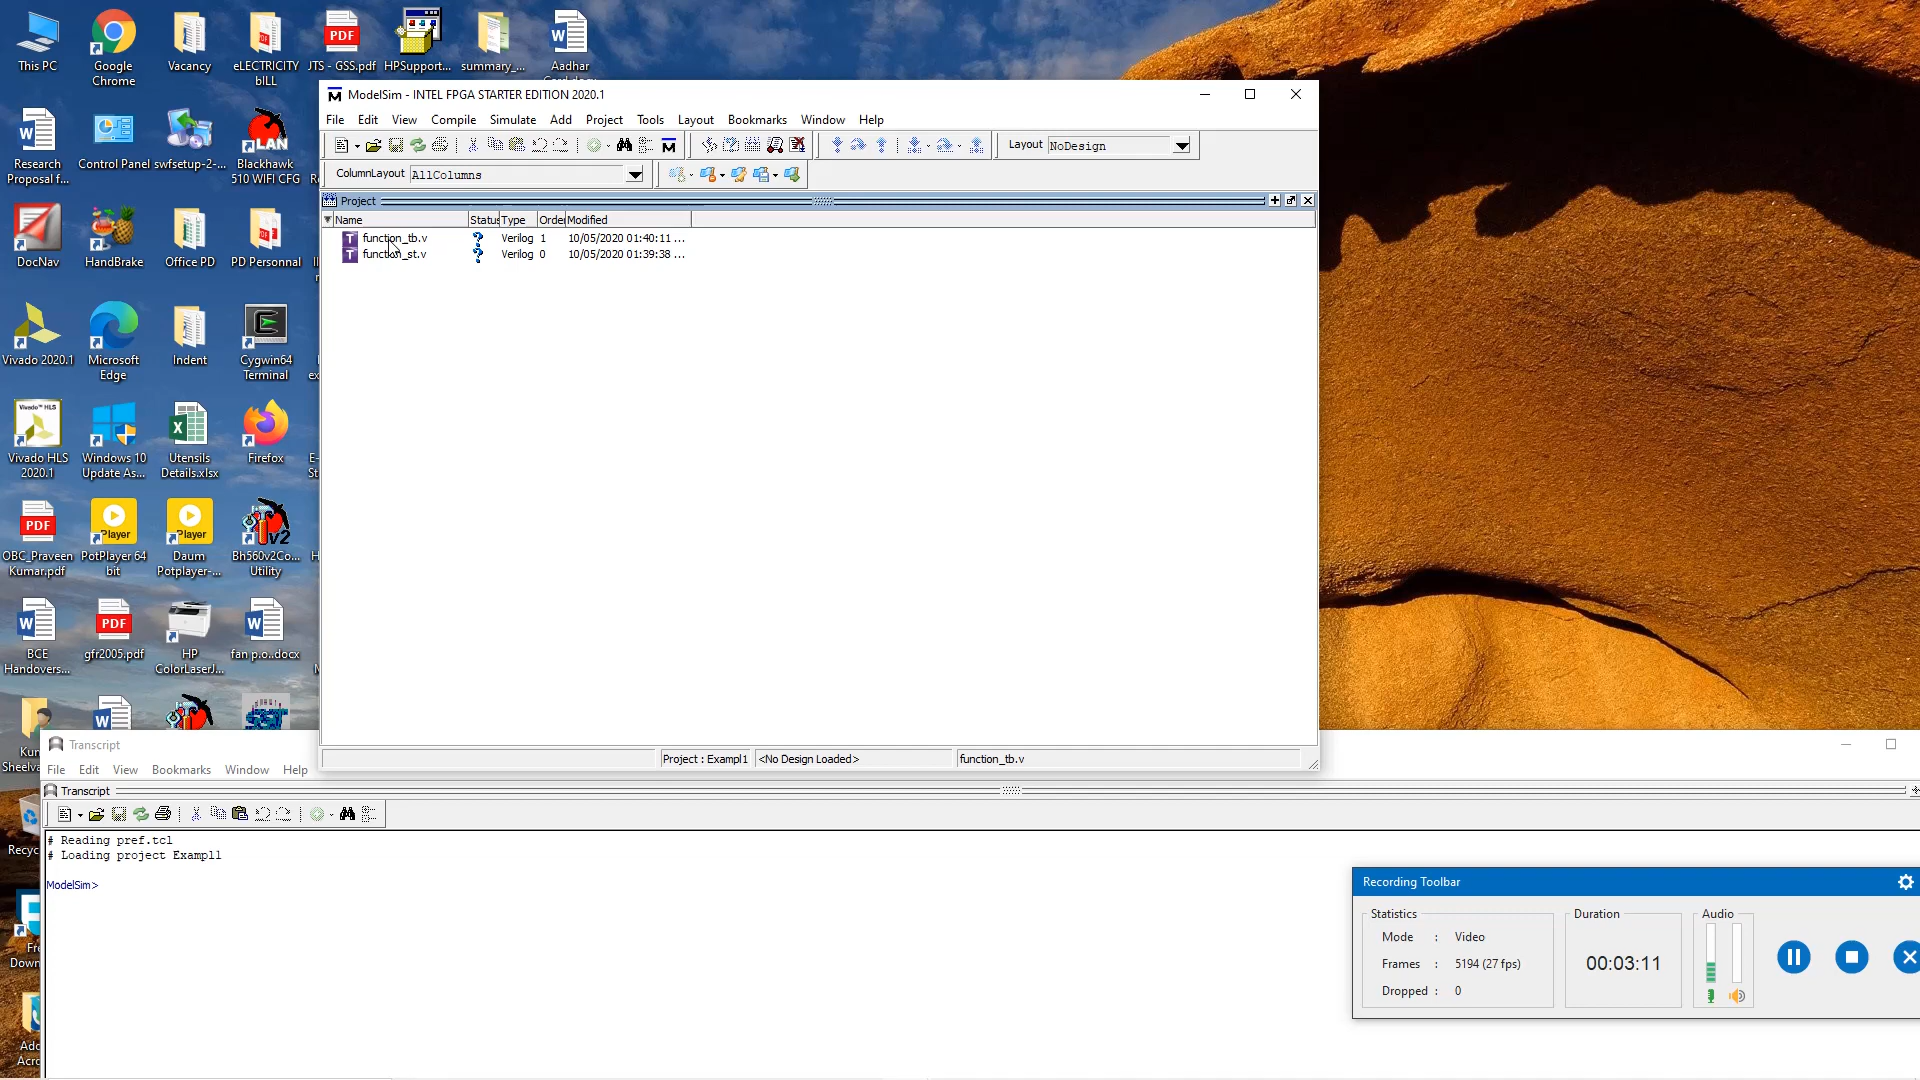 This PC
Google
Chrome
Vacancy
eLECTRICITY
bILL
JTS - GSS.pdf
HPSupport...
summary_...
Aadhar
Research
Proposal f...
Control Panel
swfsetup-2-...
Blackhawk
510 WIFI CFG
DocNav
HandBrake
Office PD
PD Personnal
Vivado 2020.1
Microsoft
Edge
Indent
Cygwin64
Terminal
Vivado HLS
2020.1
Windows 10
Update As...
Utensils
Details.xlsx
Firefox
OBC_Praveen
Kumar.pdf
PotPlayer 64
bit
Daum
Potplayer-...
Bh560v2Co...
Utility
BCE
Handovers...
gfr2005.pdf
HP
ColorLaserJ...
fan p.o..docx
ModelSim - INTEL FPGA STARTER EDITION 2020.1
File Edit View Compile Simulate Add Project Tools Layout Bookmarks Window Help
Layout NoDesign
ColumnLayout AllColumns
Project
Name Status Type Order Modified
function_tb.v Verilog 1 10/05/2020 01:40:11 ...
function_st.v Verilog 0 10/05/2020 01:39:38 ...
Project : Exampl1 <No Design Loaded> function_tb.v
Transcript
File Edit View Bookmarks Window Help
Transcript
# Reading pref.tcl
# Loading project Exampl1
ModelSim>
Recording Toolbar
Statistics
Mode : Video
Frames : 5194 (27 fps)
Dropped : 0
Duration
00:03:11
Audio